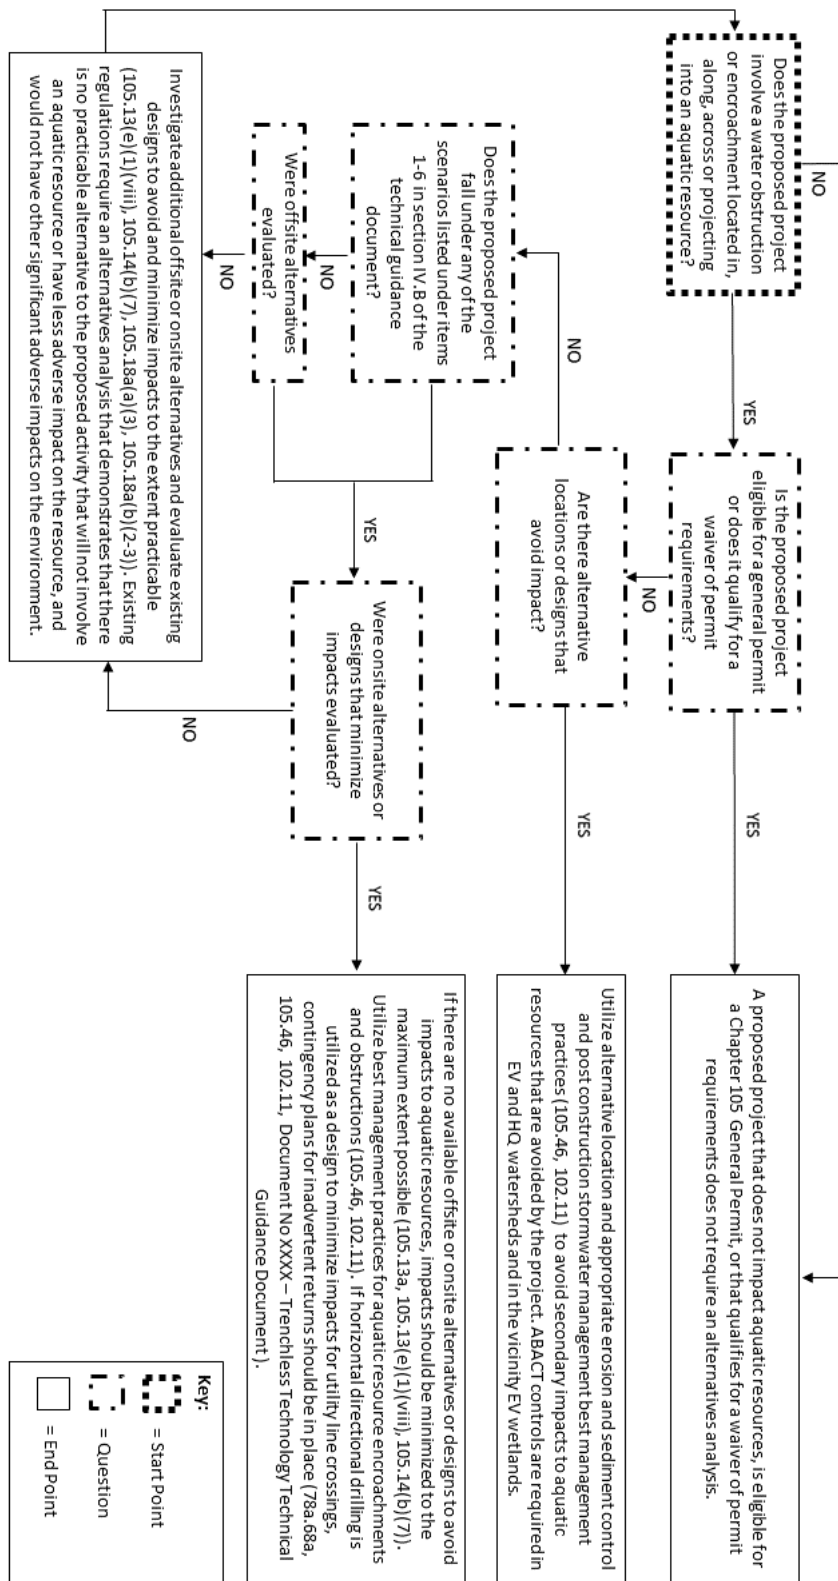 Does the proposed project
involve a water obstruction
or encroachment located in,
along, across or projecting
into an aquatic resource?
NO
YES
Is the proposed project
eligible for a general permit
or does it qualify for a
waiver of permit
requirements?
YES
A proposed project that does not impact aquatic resources, is eligible for
a Chapter 105 General Permit, or that qualifies for a waiver of permit
requirements does not require an alternatives analysis.
NO
Are there alternative
locations or designs that
avoid impact?
YES
Utilize alternative location and appropriate erosion and sediment control
and post construction stormwater management best management
practices (105.46, 102.11) to avoid secondary impacts to aquatic
resources that are avoided by the project. ABACT controls are required in
EV and HQ watersheds and in the vicinity EV wetlands.
NO
Does the proposed project
fall under any of the
scenarios listed under items
1-6 in section IV.B of the
technical guidance
document?
NO
Were offsite alternatives
evaluated?
NO
YES
Were onsite alternatives or
designs that minimize
impacts evaluated?
YES
If there are no available offsite or onsite alternatives or designs to avoid
impacts to aquatic resources, impacts should be minimized to the
maximum extent possible (105.13a, 105.13(e)(1)(viii), 105.14(b)(7)).
Utilize best management practices for aquatic resource encroachments
and obstructions (105.46, 102.11). If horizontal directional drilling is
utilized as a design to minimize impacts for utility line crossings,
contingency plans for inadvertent returns should be in place (78a.68a,
105.46, 102.11, Document No XXXX – Trenchless Technology Technical
Guidance Document ).
NO
Investigate additional offsite or onsite alternatives and evaluate existing
designs to avoid and minimize impacts to the extent practicable
(105.13(e)(1)(viii), 105.14(b)(7), 105.18a(a)(3), 105.18a(b)(2-3)). Existing
regulations require an alternatives analysis that demonstrates that there
is no practicable alternative to the proposed activity that will not involve
an aquatic resource or have less adverse impact on the resource, and
would not have other significant adverse impacts on the environment.
Key:
= Start Point
= Question
= End Point